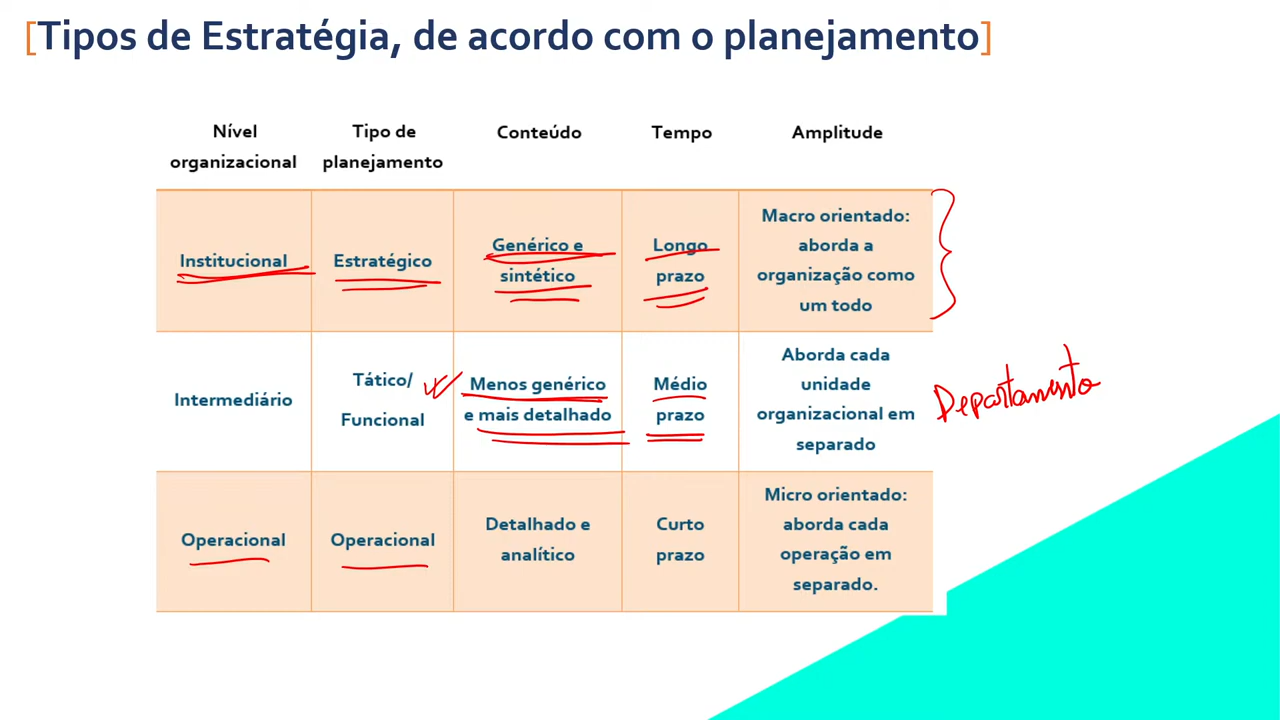 [Tipos de Estratégia, de acordo com o planejamento]
Nível organizacional
Tipo de planejamento
Conteúdo
Tempo
Amplitude
Institucional
Estratégico
Genérico e
sintético
Longo
prazo
Macro orientado:
aborda a
organização como
um todo
Intermediário
Tático/
Funcional
Menos genérico
e mais detalhado
Médio
prazo
Aborda cada
unidade
organizacional em
separado
Departamento
Operacional
Operacional
Detalhado e
analítico
Curto
prazo
Micro orientado:
aborda cada
operação em
separado.